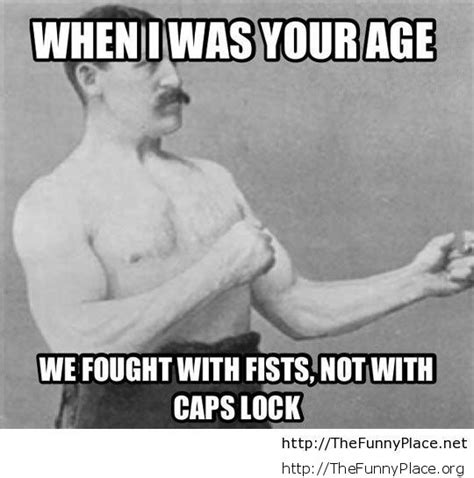 WHEN I WAS YOUR AGE
WE FOUGHT WITH FISTS, NOT WITH
CAPS LOCK
http://TheFunnyPlace.net
http://TheFunnyPlace.org